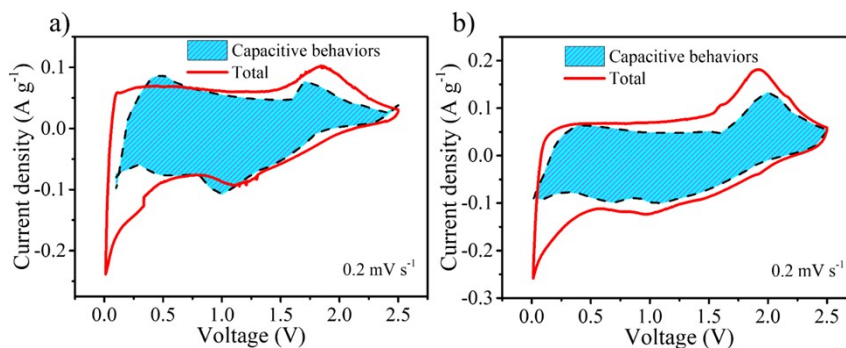 a)
Capacitive behaviors
Total
Current density (A g⁻¹)
0.1
0.0
-0.1
-0.2
0.2 mV s⁻¹
0.0 0.5 1.0 1.5 2.0 2.5
Voltage (V)
b)
Capacitive behaviors
Total
Current density (A g⁻¹)
0.2
0.1
0.0
-0.1
-0.2
-0.3
0.2 mV s⁻¹
0.0 0.5 1.0 1.5 2.0 2.5
Voltage (V)